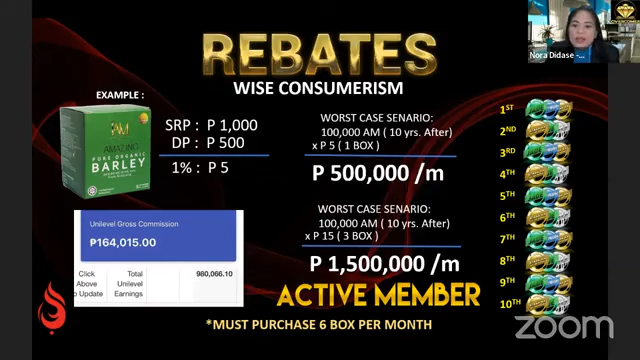 REBATES
WISE CONSUMERISM
EXAMPLE :
IAM
AMAZING
PURE ORGANIC
BARLEY
SRP : P 1,000
DP : P 500
1% : P 5
WORST CASE SENARIO:
100,000 AM ( 10 yrs. After)
x P 5 ( 1 BOX )
P 500,000 /m
WORST CASE SENARIO:
100,000 AM ( 10 yrs. After)
x P 15 ( 3 BOX )
P 1,500,000 /m
Unilevel Gross Commission
₱164,015.00
Click
Above
o Update
Total
Unilevel
Earnings
980,066.10
ACTIVE MEMBER
*MUST PURCHASE 6 BOX PER MONTH
Nora Didase -...
1ST
2ND
3RD
4TH
5TH
6TH
7TH
8TH
9TH
10TH
zoom